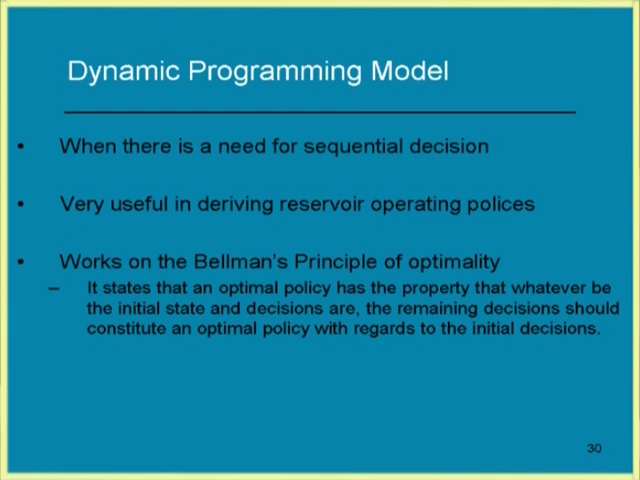 Dynamic Programming Model
• When there is a need for sequential decision
• Very useful in deriving reservoir operating polices
• Works on the Bellman's Principle of optimality
– It states that an optimal policy has the property that whatever be
the initial state and decisions are, the remaining decisions should
constitute an optimal policy with regards to the initial decisions.
30